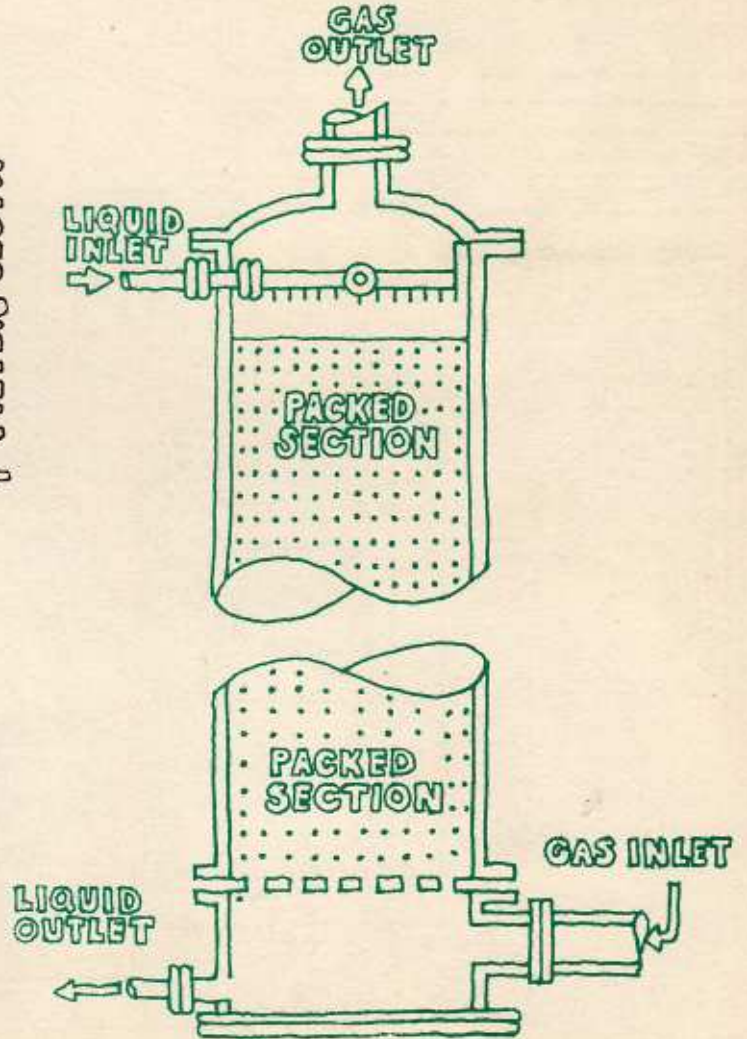 GAS
OUTLET
LIQUID
INLET
PACKED
SECTION
PACKED
SECTION
GAS INLET
LIQUID
OUTLET